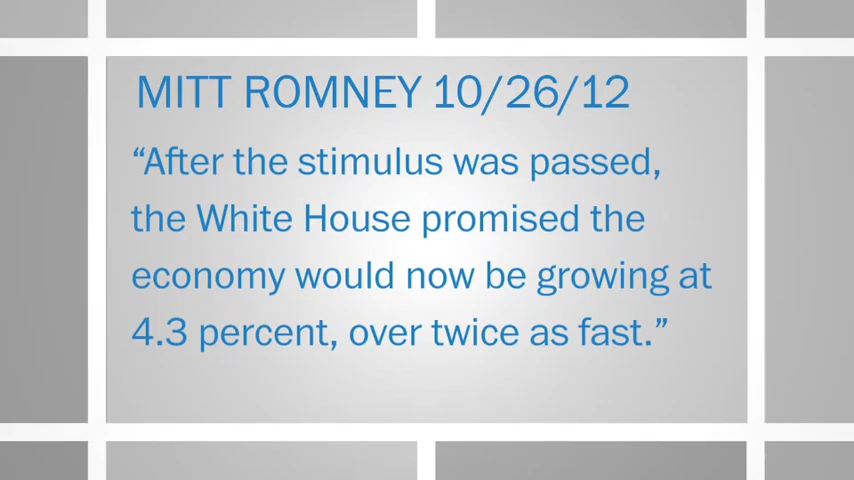 MITT ROMNEY 10/26/12
“After the stimulus was passed,
the White House promised the
economy would now be growing at
4.3 percent, over twice as fast.”